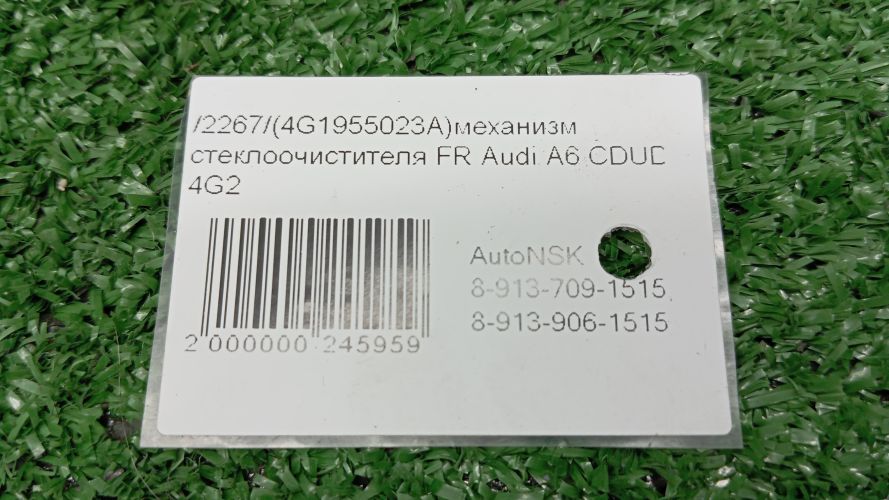 /2267/(4G1955023A)механизм
стеклоочистителя FR Audi A6 CDUD
4G2
AutoNSK
8-913-709-1515
8-913-906-1515
2 000000 245959